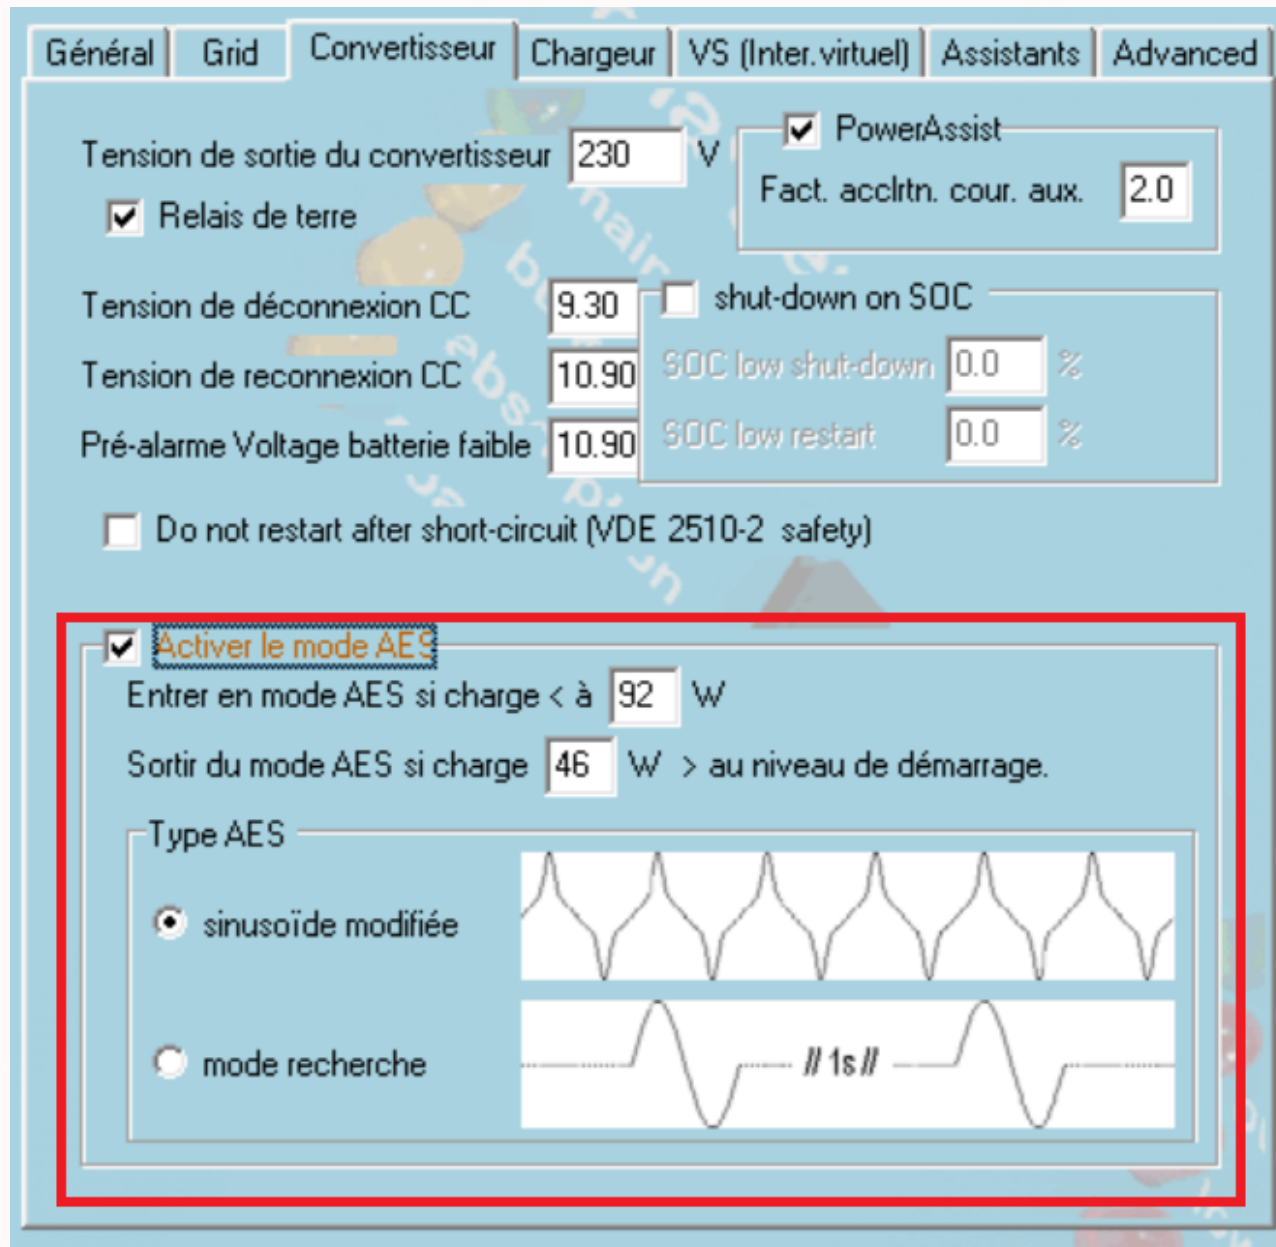 Général Grid Convertisseur Chargeur VS (Inter.virtuel) Assistants Advanced
Tension de sortie du convertisseur 230 V
PowerAssist
Fact. acclrtn. cour. aux. 2.0
Relais de terre
Tension de déconnexion CC 9.30
shut-down on SOC
Tension de reconnexion CC 10.90
SOC low shut-down 0.0 %
Pré-alarme Voltage batterie faible 10.90
SOC low restart 0.0 %
Do not restart after short-circuit (VDE 2510-2 safety)
Activer le mode AES
Entrer en mode AES si charge < à 92 W
Sortir du mode AES si charge 46 W > au niveau de démarrage.
Type AES
sinusoïde modifiée
mode recherche
// 1s //